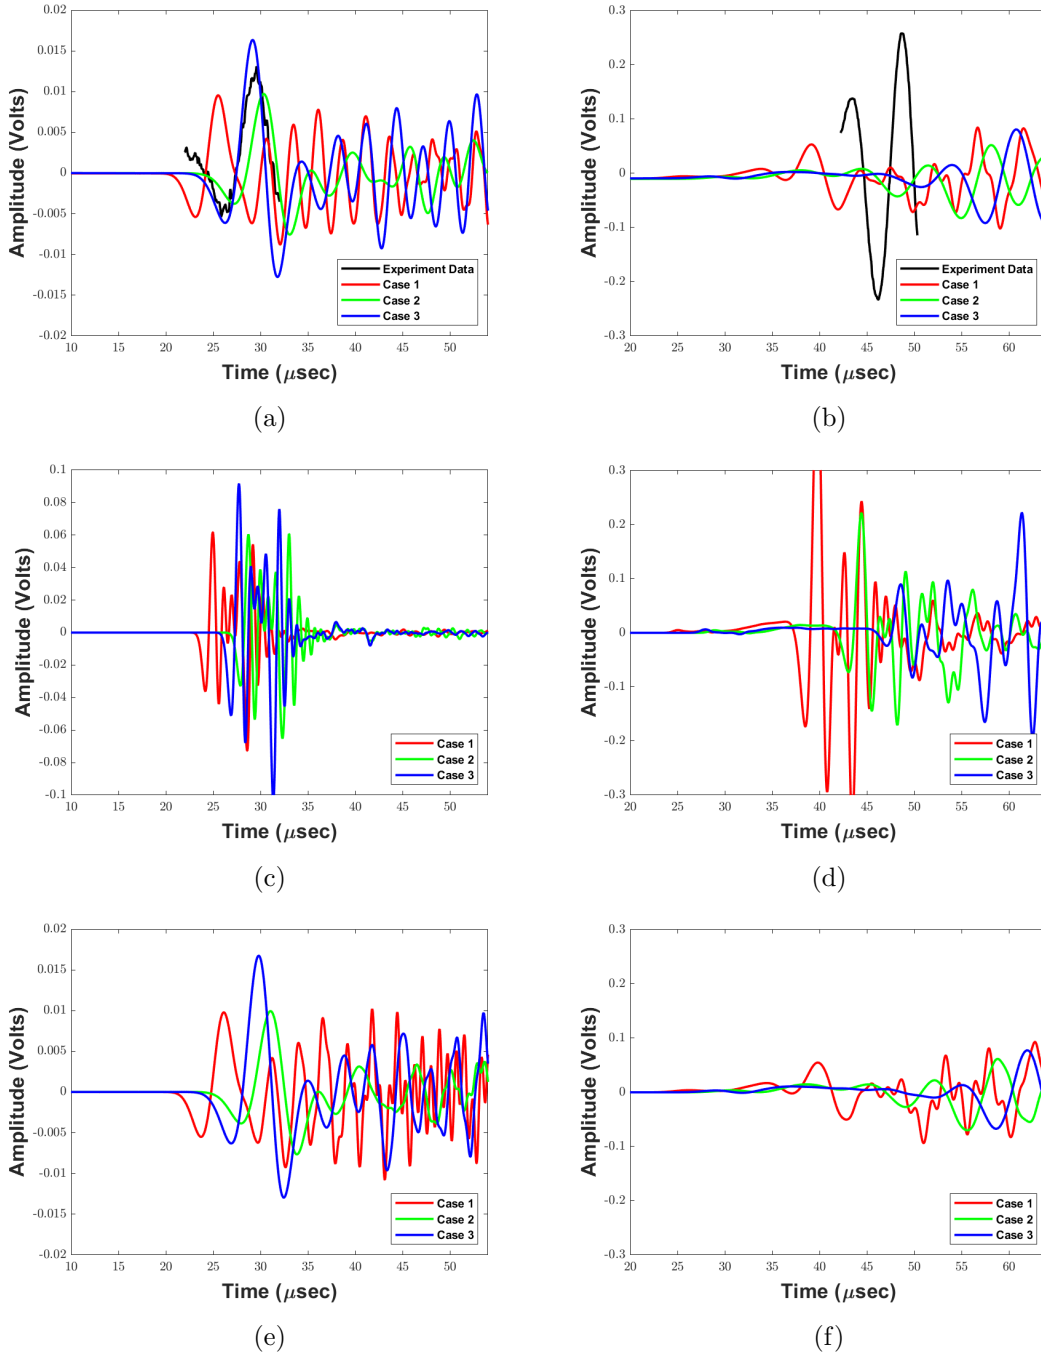 0.02
0.015
0.01
0.005
0
-0.005
-0.01
-0.015
-0.02
Amplitude (Volts)
Experiment Data
Case 1
Case 2
Case 3
10 15 20 25 30 35 40 45 50
Time (μsec)
(a)
0.3
0.2
0.1
0
-0.1
-0.2
-0.3
Amplitude (Volts)
Experiment Data
Case 1
Case 2
Case 3
20 25 30 35 40 45 50 55 60
Time (μsec)
(b)
0.1
0.08
0.06
0.04
0.02
0
-0.02
-0.04
-0.06
-0.08
-0.1
Amplitude (Volts)
Case 1
Case 2
Case 3
10 15 20 25 30 35 40 45 50
Time (μsec)
(c)
0.3
0.2
0.1
0
-0.1
-0.2
-0.3
Amplitude (Volts)
Case 1
Case 2
Case 3
20 25 30 35 40 45 50 55 60
Time (μsec)
(d)
0.02
0.015
0.01
0.005
0
-0.005
-0.01
-0.015
-0.02
Amplitude (Volts)
Case 1
Case 2
Case 3
10 15 20 25 30 35 40 45 50
Time (μsec)
(e)
0.3
0.2
0.1
0
-0.1
-0.2
-0.3
Amplitude (Volts)
Case 1
Case 2
Case 3
20 25 30 35 40 45 50 55 60
Time (μsec)
(f)